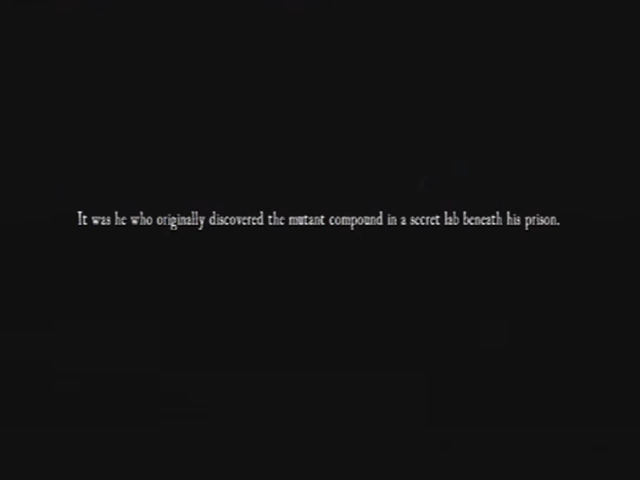 It was he who originally discovered the mutant compound in a secret lab beneath his prison.